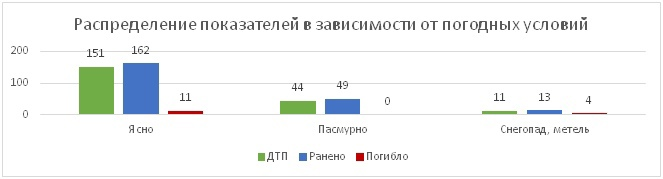 Распределение показателей в зависимости от погодных условий
200
100
0
151
162
11
44
49
0
11
13
4
Ясно
Пасмурно
Снегопад, метель
ДТП Ранено Погибло